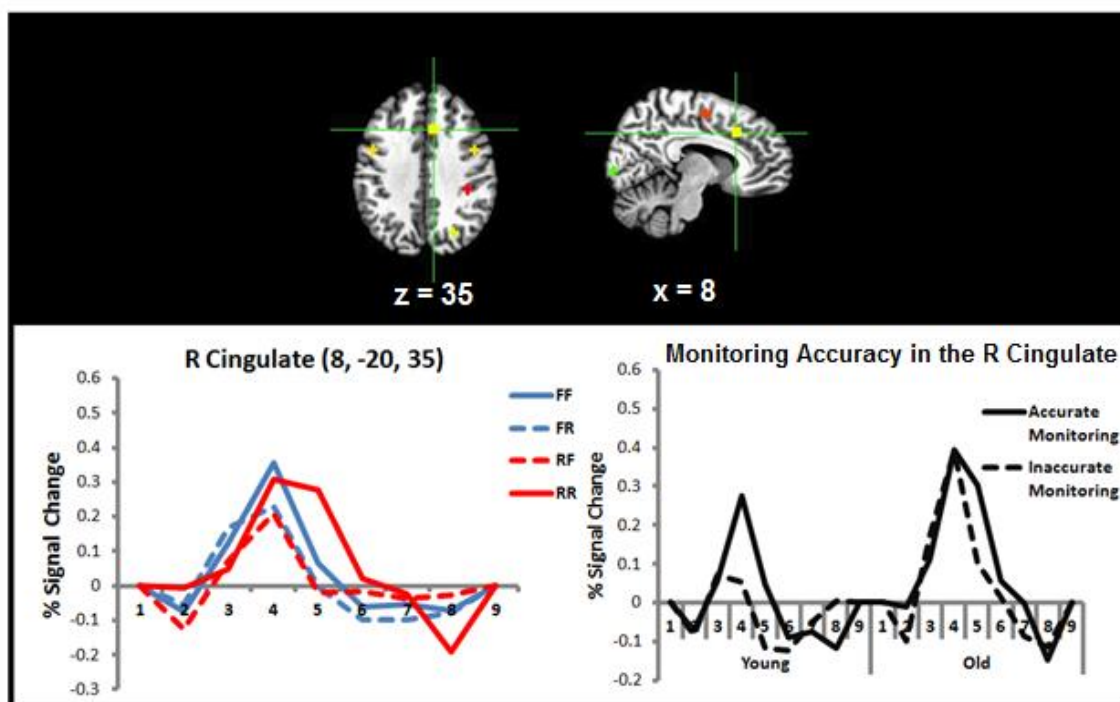 z = 35
x = 8
R Cingulate (8, -20, 35)
% Signal Change
0.6
0.5
0.4
0.3
0.2
0.1
0
-0.1
-0.2
-0.3
1 2 3 4 5 6 7 8 9
FF
FR
RF
RR
Monitoring Accuracy in the R Cingulate
% Signal Change
0.6
0.5
0.4
0.3
0.2
0.1
0
-0.1
-0.2
1 2 3 4 5 6 7 8 9 1 2 3 4 5 6 7 8 9
Young Old
Accurate
Monitoring
Inaccurate
Monitoring